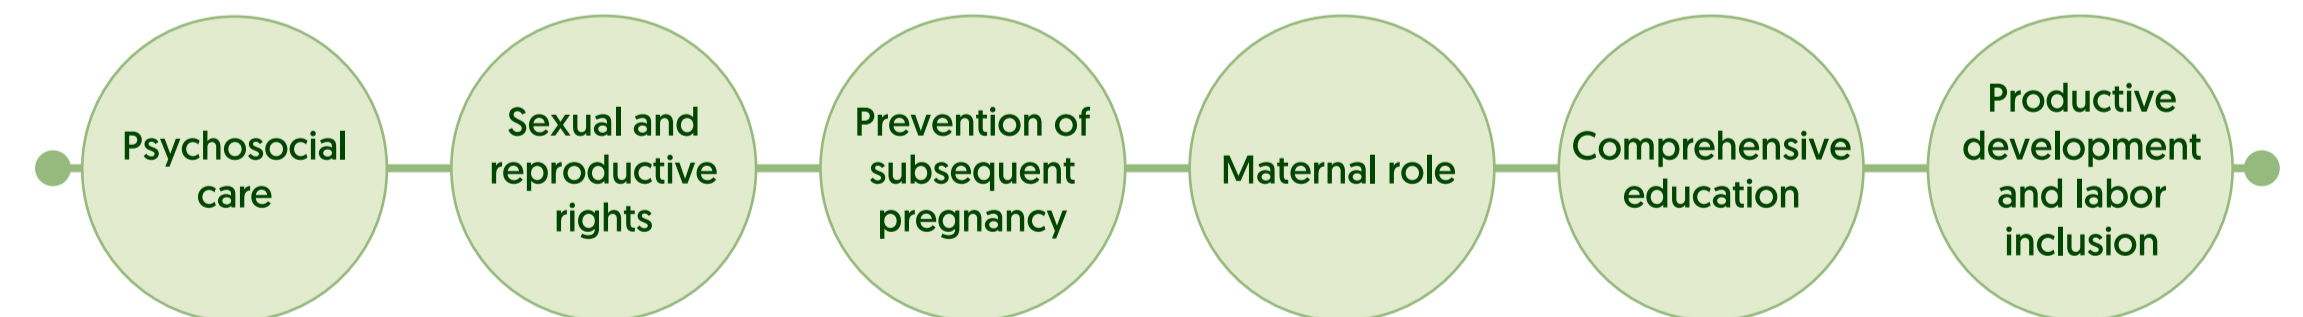 Psychosocial
care
Sexual and
reproductive
rights
Prevention of
subsequent
pregnancy
Maternal role
Comprehensive
education
Productive
development
and labor
inclusion